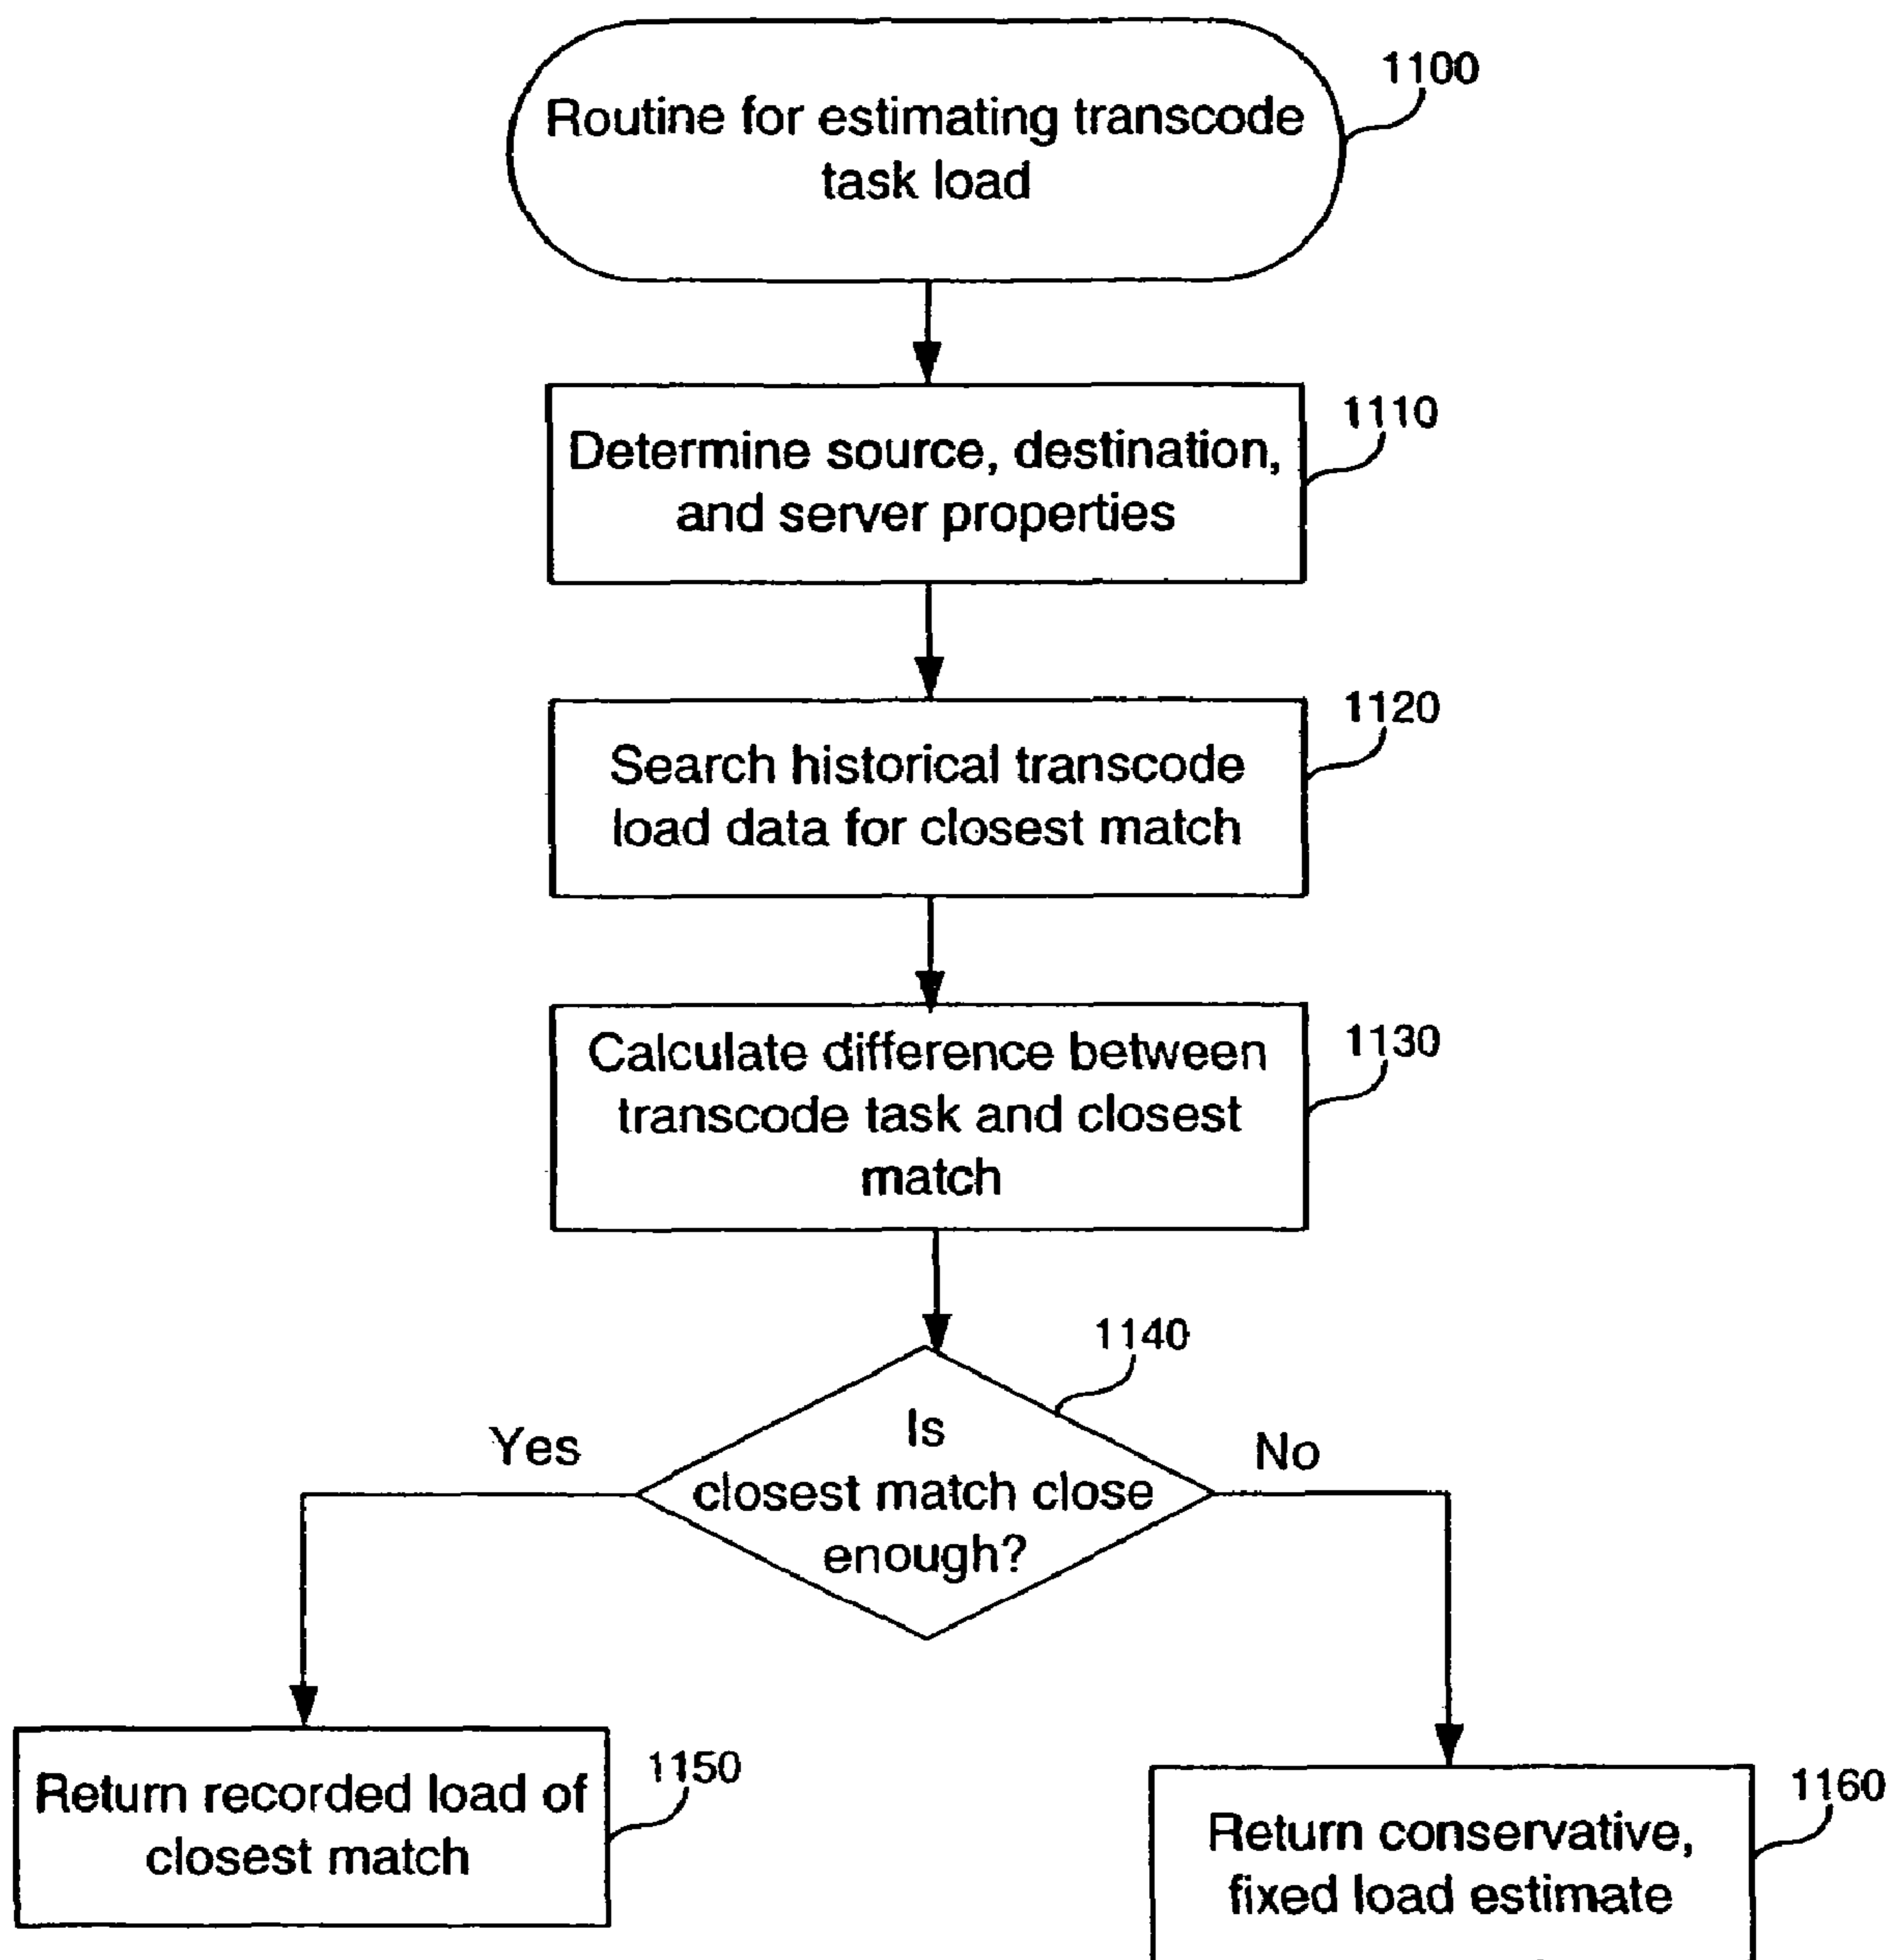 1100
Routine for estimating transcode
task load
1110
Determine source, destination,
and server properties
1120
Search historical transcode
load data for closest match
1130
Calculate difference between
transcode task and closest
match
1140
Is
closest match close
enough?
Yes
No
1150
Return recorded load of
closest match
1160
Return conservative,
fixed load estimate